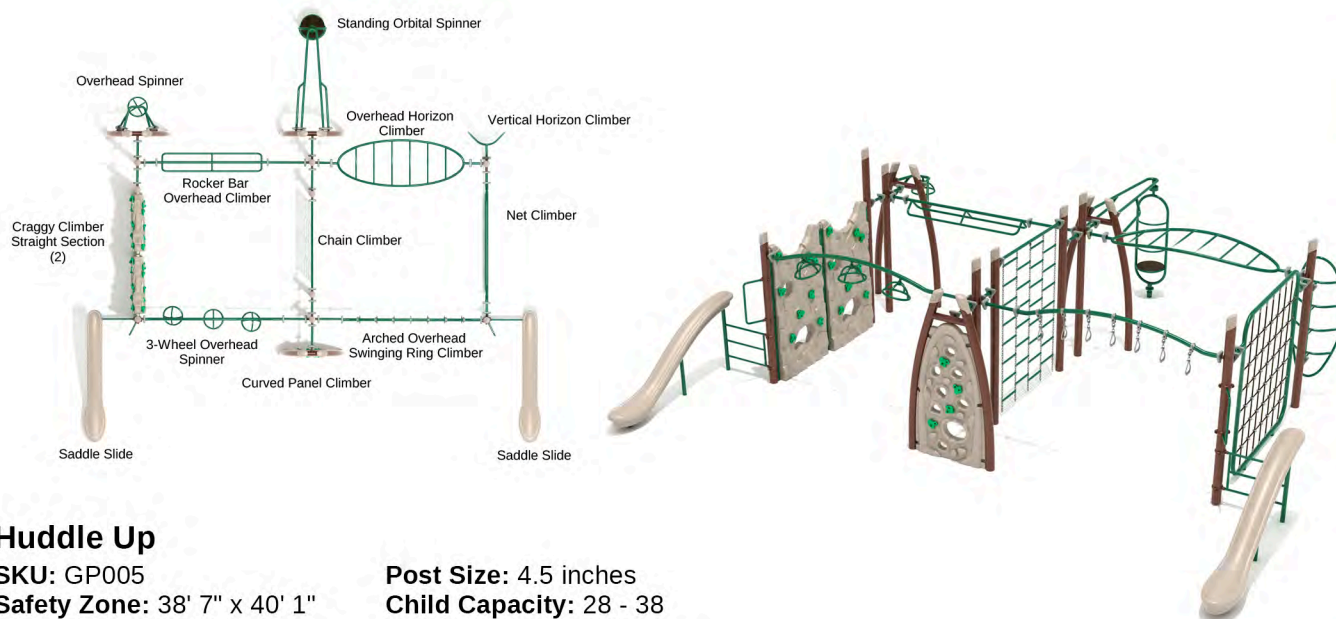 Standing Orbital Spinner
Overhead Spinner
Overhead Horizon
Climber
Vertical Horizon Climber
Rocker Bar
Overhead Climber
Net Climber
Craggy Climber
Straight Section
(2)
Chain Climber
3-Wheel Overhead
Spinner
Arched Overhead
Swinging Ring Climber
Curved Panel Climber
Saddle Slide
Saddle Slide
Huddle Up
SKU: GP005
Post Size: 4.5 inches
Safety Zone: 38' 7" x 40' 1"
Child Capacity: 28 - 38